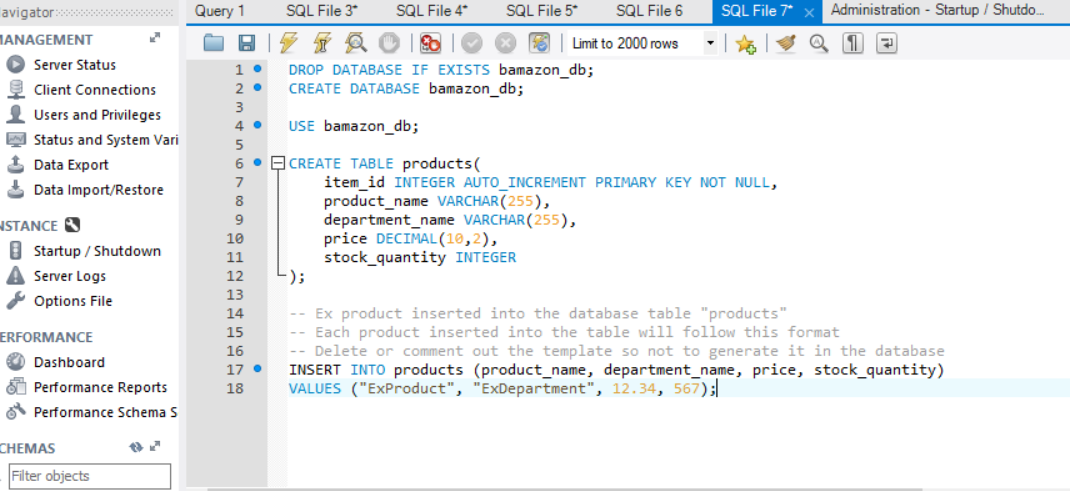 avigator
MANAGEMENT
Server Status
Client Connections
Users and Privileges
Status and System Vari
Data Export
Data Import/Restore
NSTANCE
Startup / Shutdown
Server Logs
Options File
ERFORMANCE
Dashboard
Performance Reports
Performance Schema S
CHEMAS
Filter objects
Query 1 SQL File 3* SQL File 4* SQL File 5* SQL File 6 SQL File 7* Administration - Startup / Shutdo...
Limit to 2000 rows
1 DROP DATABASE IF EXISTS bamazon_db;
2 CREATE DATABASE bamazon_db;
3
4 USE bamazon_db;
5
6 CREATE TABLE products(
7 item_id INTEGER AUTO_INCREMENT PRIMARY KEY NOT NULL,
8 product_name VARCHAR(255),
9 department_name VARCHAR(255),
10 price DECIMAL(10,2),
11 stock_quantity INTEGER
12 );
13
14 -- Ex product inserted into the database table "products"
15 -- Each product inserted into the table will follow this format
16 -- Delete or comment out the template so not to generate it in the database
17 INSERT INTO products (product_name, department_name, price, stock_quantity)
18 VALUES ("ExProduct", "ExDepartment", 12.34, 567);